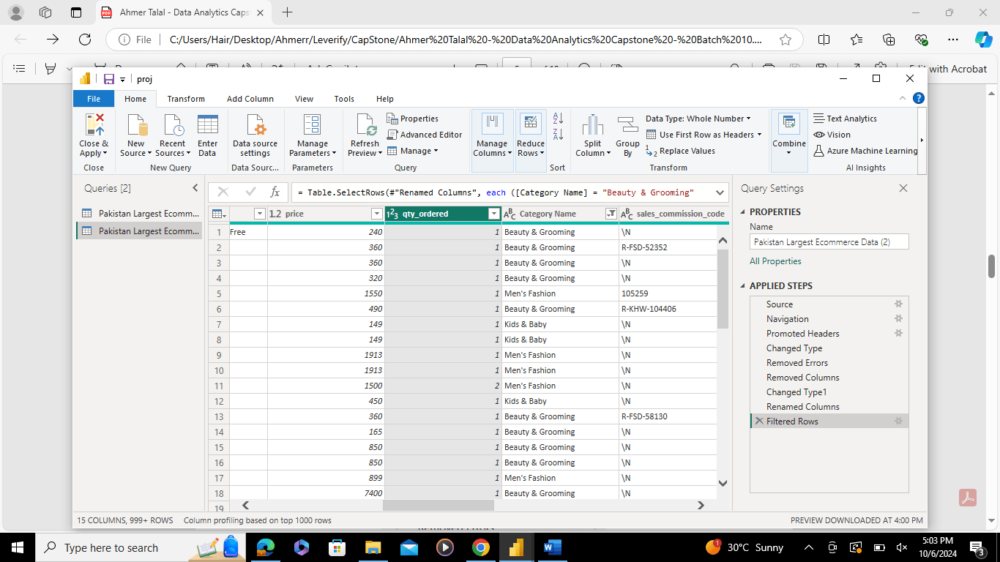 Ahmer Talal - Data Analytics Caps
File C:/Users/Hair/Desktop/Ahmerr/Leverify/CapStone/Ahmer%20Talal%20-%20Data%20Analytics%20Capstone%20-%20Batch%2010....
Edit with Acrobat
proj
File Home Transform Add Column View Tools Help
Close & Apply
New Source
Recent Sources
Enter Data
Data source settings
Manage Parameters
Refresh Preview
Properties
Advanced Editor
Manage
Manage Columns
Reduce Rows
Split Column
Group By
Data Type: Whole Number
Use First Row as Headers
Replace Values
Combine
Text Analytics
Vision
Azure Machine Learning
Close New Query Data Sourc... Parameters Query Sort Transform AI Insights
Queries [2]
Pakistan Largest Ecomm...
Pakistan Largest Ecomm...
fx = Table.SelectRows(#"Renamed Columns", each ([Category Name] = "Beauty & Grooming"
1.2 price 123 qty_ordered ABC Category Name ABC sales_commission_code
1 Free 240 1 Beauty & Grooming \N
2 360 1 Beauty & Grooming R-FSD-52352
3 360 1 Beauty & Grooming \N
4 320 1 Beauty & Grooming \N
5 1550 1 Men's Fashion 105259
6 490 1 Beauty & Grooming R-KHW-104406
7 149 1 Kids & Baby \N
8 149 1 Kids & Baby \N
9 1913 1 Men's Fashion \N
10 1913 1 Men's Fashion \N
11 1500 2 Men's Fashion \N
12 450 1 Kids & Baby \N
13 360 1 Beauty & Grooming R-FSD-58130
14 165 1 Beauty & Grooming \N
15 850 1 Beauty & Grooming \N
16 850 1 Beauty & Grooming \N
17 899 1 Men's Fashion \N
18 7400 1 Beauty & Grooming \N
19
Query Settings
PROPERTIES
Name
Pakistan Largest Ecommerce Data (2)
All Properties
APPLIED STEPS
Source
Navigation
Promoted Headers
Changed Type
Removed Errors
Removed Columns
Changed Type1
Renamed Columns
Filtered Rows
15 COLUMNS, 999+ ROWS Column profiling based on top 1000 rows PREVIEW DOWNLOADED AT 4:00 PM
Type here to search
30°C Sunny
5:03 PM
10/6/2024
3